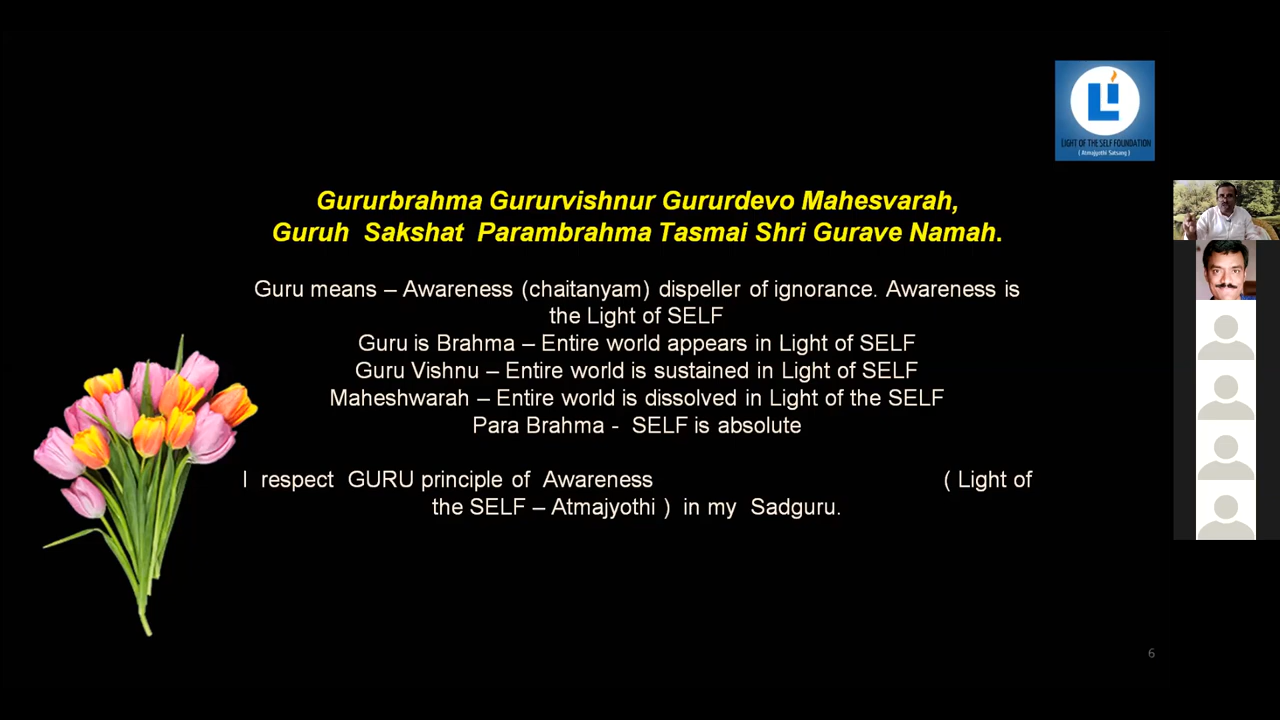 LIGHT OF THE SELF FOUNDATION
( Atmajyothi Satsang )
Gururbrahma Gururvishnur Gururdevo Mahesvarah,
Guruh Sakshat Parambrahma Tasmai Shri Gurave Namah.
Guru means – Awareness (chaitanyam) dispeller of ignorance. Awareness is
the Light of SELF
Guru is Brahma – Entire world appears in Light of SELF
Guru Vishnu – Entire world is sustained in Light of SELF
Maheshwarah – Entire world is dissolved in Light of the SELF
Para Brahma - SELF is absolute
I respect GURU principle of Awareness ( Light of
the SELF – Atmajyothi ) in my Sadguru.
6